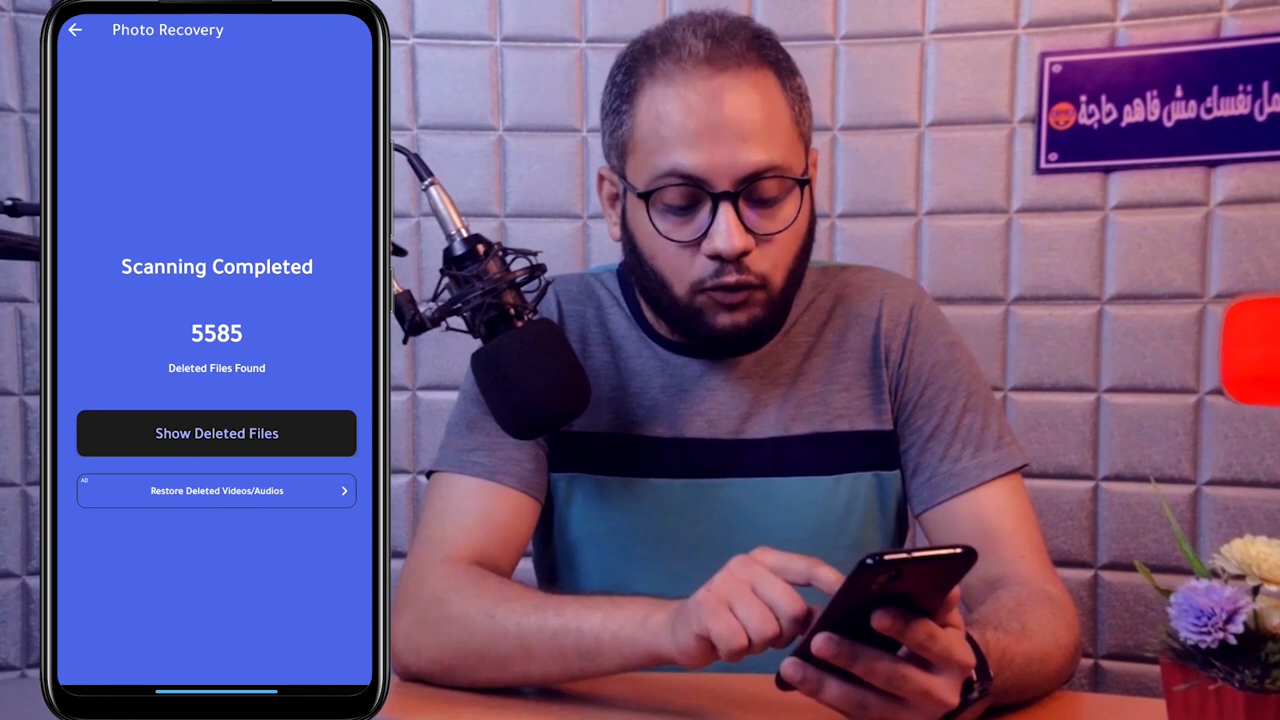 Photo Recovery
Scanning Completed
5585
Deleted Files Found
Show Deleted Files
AD
Restore Deleted Videos/Audios
نفسك مش فاهم حاجة